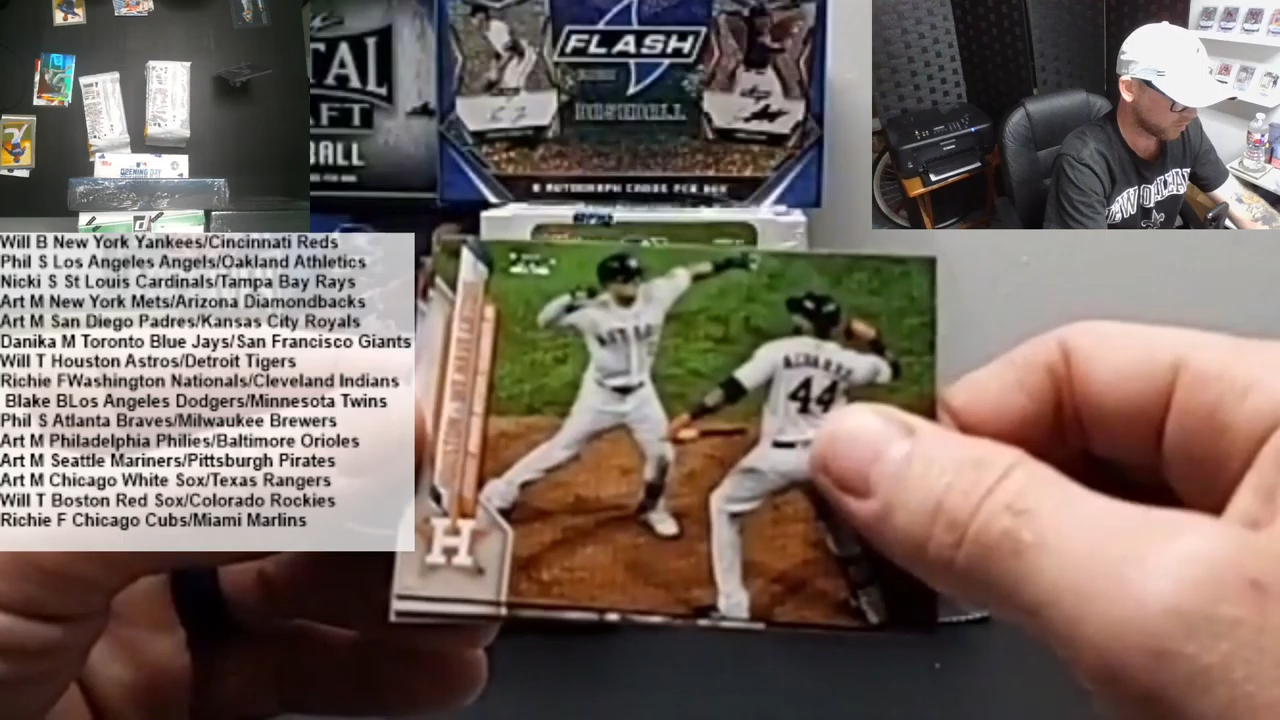 TAL
AFT
BALL
FLASH
BASEBALL
8 AUTOGRAPH CARDS PER BOX
OPENING DAY
NEW ORLEAN
Will B New York Yankees/Cincinnati Reds
Phil S Los Angeles Angels/Oakland Athletics
Nicki S St Louis Cardinals/Tampa Bay Rays
Art M New York Mets/Arizona Diamondbacks
Art M San Diego Padres/Kansas City Royals
Danika M Toronto Blue Jays/San Francisco Giants
Will T Houston Astros/Detroit Tigers
Richie FWashington Nationals/Cleveland Indians
Blake BLos Angeles Dodgers/Minnesota Twins
Phil S Atlanta Braves/Milwaukee Brewers
Art M Philadelphia Philies/Baltimore Orioles
Art M Seattle Mariners/Pittsburgh Pirates
Art M Chicago White Sox/Texas Rangers
Will T Boston Red Sox/Colorado Rockies
Richie F Chicago Cubs/Miami Marlins
44
H